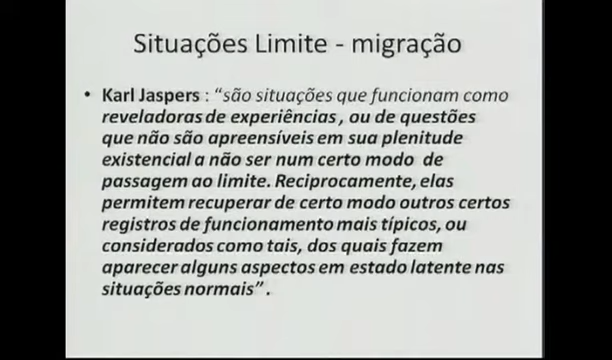 Situações Limite - migração
• Karl Jaspers : “são situações que funcionam como
reveladoras de experiências , ou de questões
que não são apreensíveis em sua plenitude
existencial a não ser num certo modo de
passagem ao limite. Reciprocamente, elas
permitem recuperar de certo modo outros certos
registros de funcionamento mais típicos, ou
considerados como tais, dos quais fazem
aparecer alguns aspectos em estado latente nas
situações normais” .